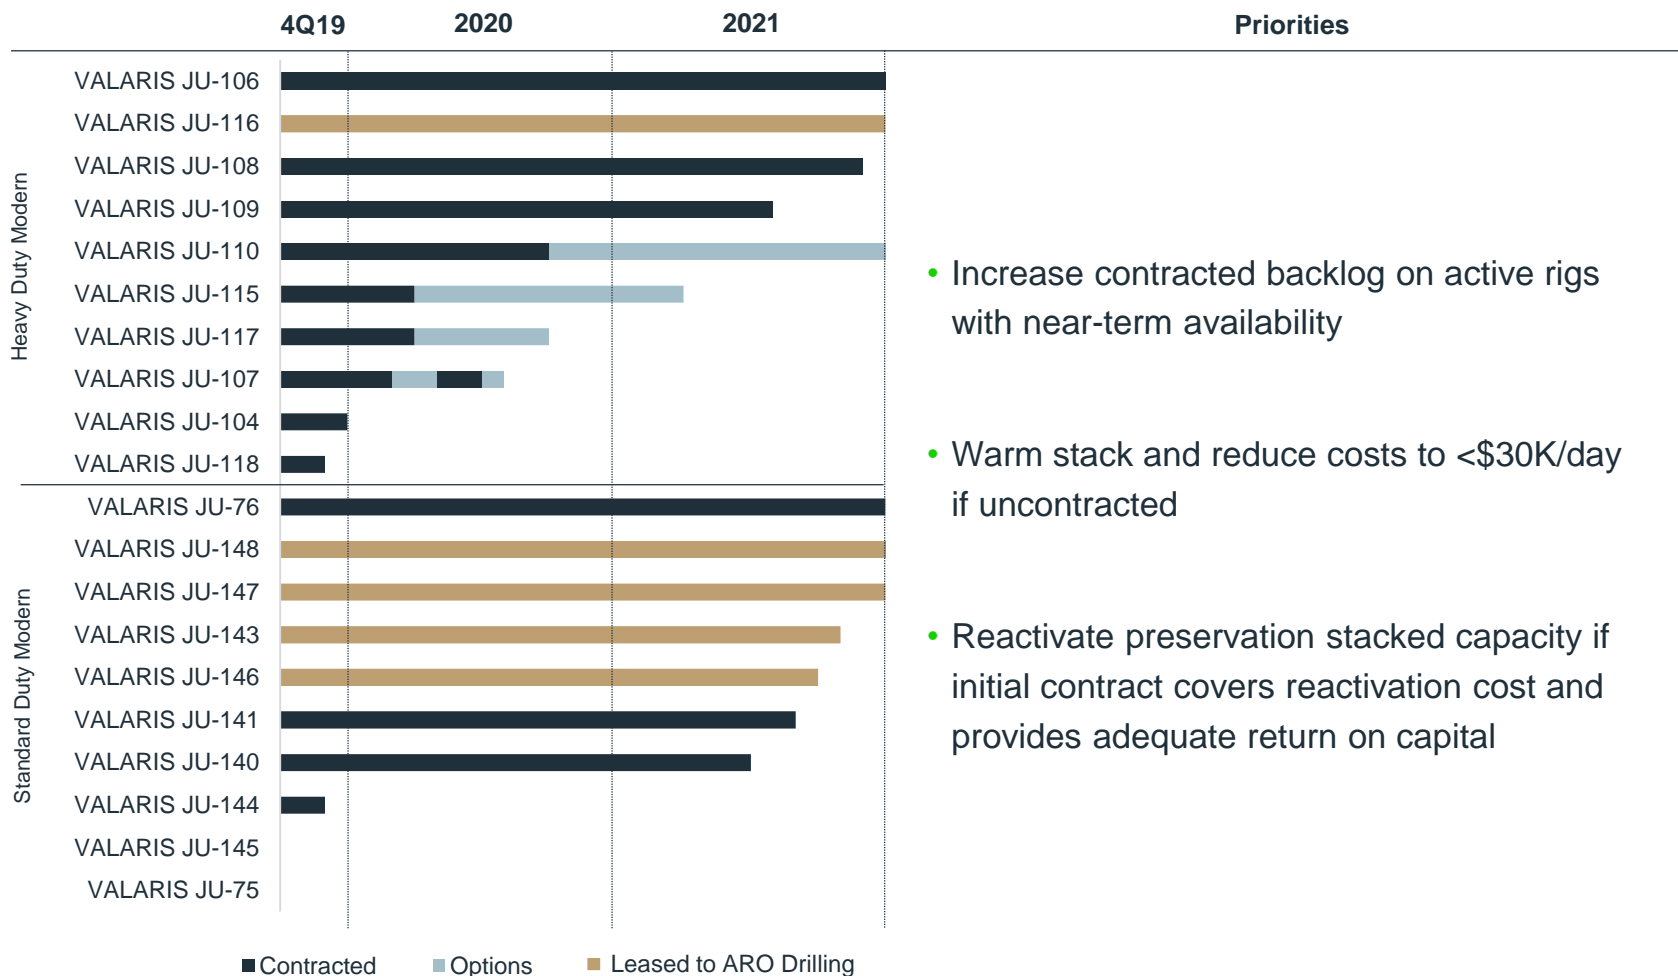 4Q19 2020 2021 Priorities
Heavy Duty Modern
VALARIS JU-106
VALARIS JU-116
VALARIS JU-108
VALARIS JU-109
VALARIS JU-110
VALARIS JU-115
VALARIS JU-117
VALARIS JU-107
VALARIS JU-104
VALARIS JU-118
Standard Duty Modern
VALARIS JU-76
VALARIS JU-148
VALARIS JU-147
VALARIS JU-143
VALARIS JU-146
VALARIS JU-141
VALARIS JU-140
VALARIS JU-144
VALARIS JU-145
VALARIS JU-75
Contracted Options Leased to ARO Drilling
• Increase contracted backlog on active rigs
with near-term availability
• Warm stack and reduce costs to <$30K/day
if uncontracted
• Reactivate preservation stacked capacity if
initial contract covers reactivation cost and
provides adequate return on capital